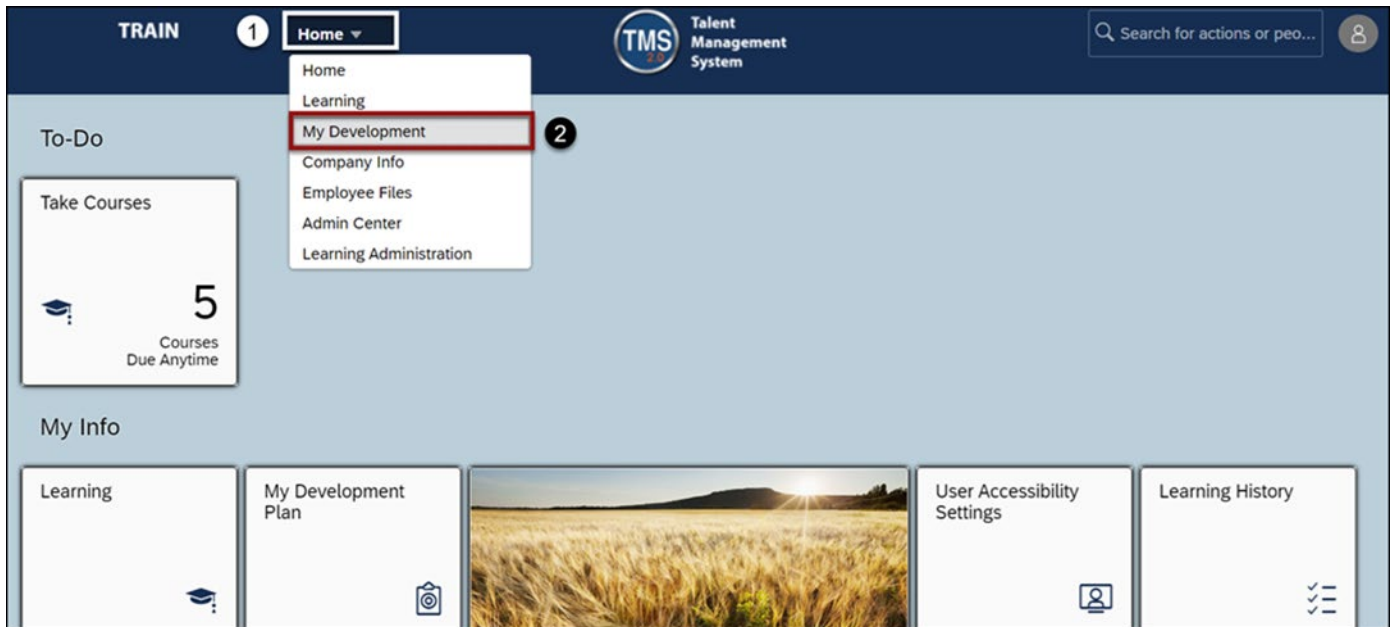 TRAIN
1
Home
TMS
2.0
Talent
Management
System
Search for actions or peo...
Home
Learning
My Development
2
Company Info
Employee Files
Admin Center
Learning Administration
To-Do
Take Courses
5
Courses
Due Anytime
My Info
Learning
My Development
Plan
User Accessibility
Settings
Learning History